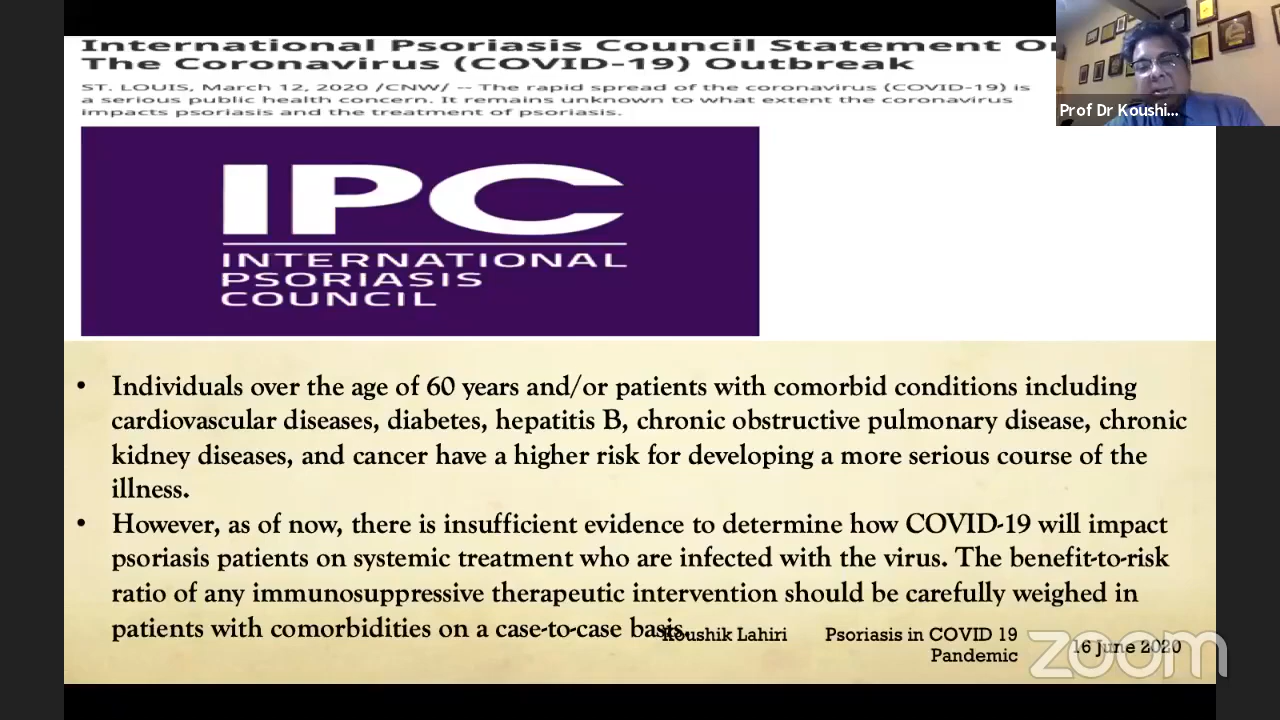 International Psoriasis Council Statement O
The Coronavirus (COVID-19) Outbreak
ST. LOUIS, March 12, 2020 /CNW/ -- The rapid spread of the coronavirus (COVID-19) is
a serious public health concern. It remains unknown to what extent the coronavirus
impacts psoriasis and the treatment of psoriasis.
Prof Dr Koushi...
IPC
INTERNATIONAL
PSORIASIS
COUNCIL
• Individuals over the age of 60 years and/or patients with comorbid conditions including
cardiovascular diseases, diabetes, hepatitis B, chronic obstructive pulmonary disease, chronic
kidney diseases, and cancer have a higher risk for developing a more serious course of the
illness.
• However, as of now, there is insufficient evidence to determine how COVID-19 will impact
psoriasis patients on systemic treatment who are infected with the virus. The benefit-to-risk
ratio of any immunosuppressive therapeutic intervention should be carefully weighed in
patients with comorbidities on a case-to-case basis.
Koushik Lahiri
Psoriasis in COVID 19
Pandemic
16 June 2020
zoom